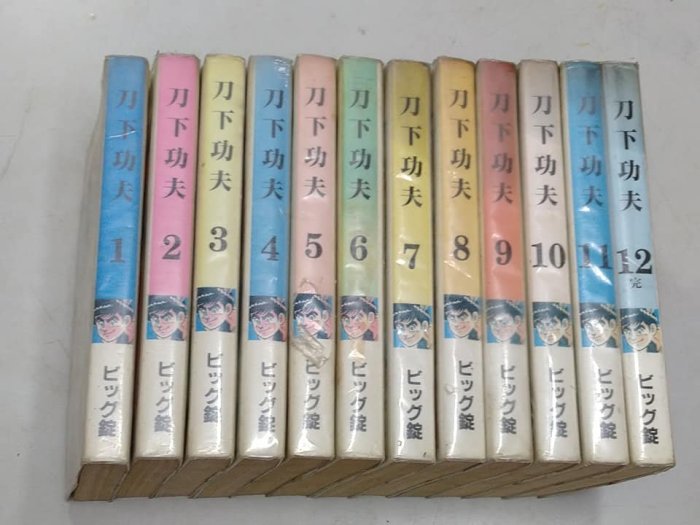 刀下功夫 1 ビッグ錠
刀下功夫 2 ビッグ錠
刀下功夫 3 ビッグ錠
刀下功夫 4 ビッグ錠
刀下功夫 5 ビッグ錠
刀下功夫 6 ビッグ錠
刀下功夫 7 ビッグ錠
刀下功夫 8 ビッグ錠
刀下功夫 9 ビッグ錠
刀下功夫 10 ビッグ錠
刀下功夫 11 ビッグ錠
刀下功夫 12 完 ビッグ錠